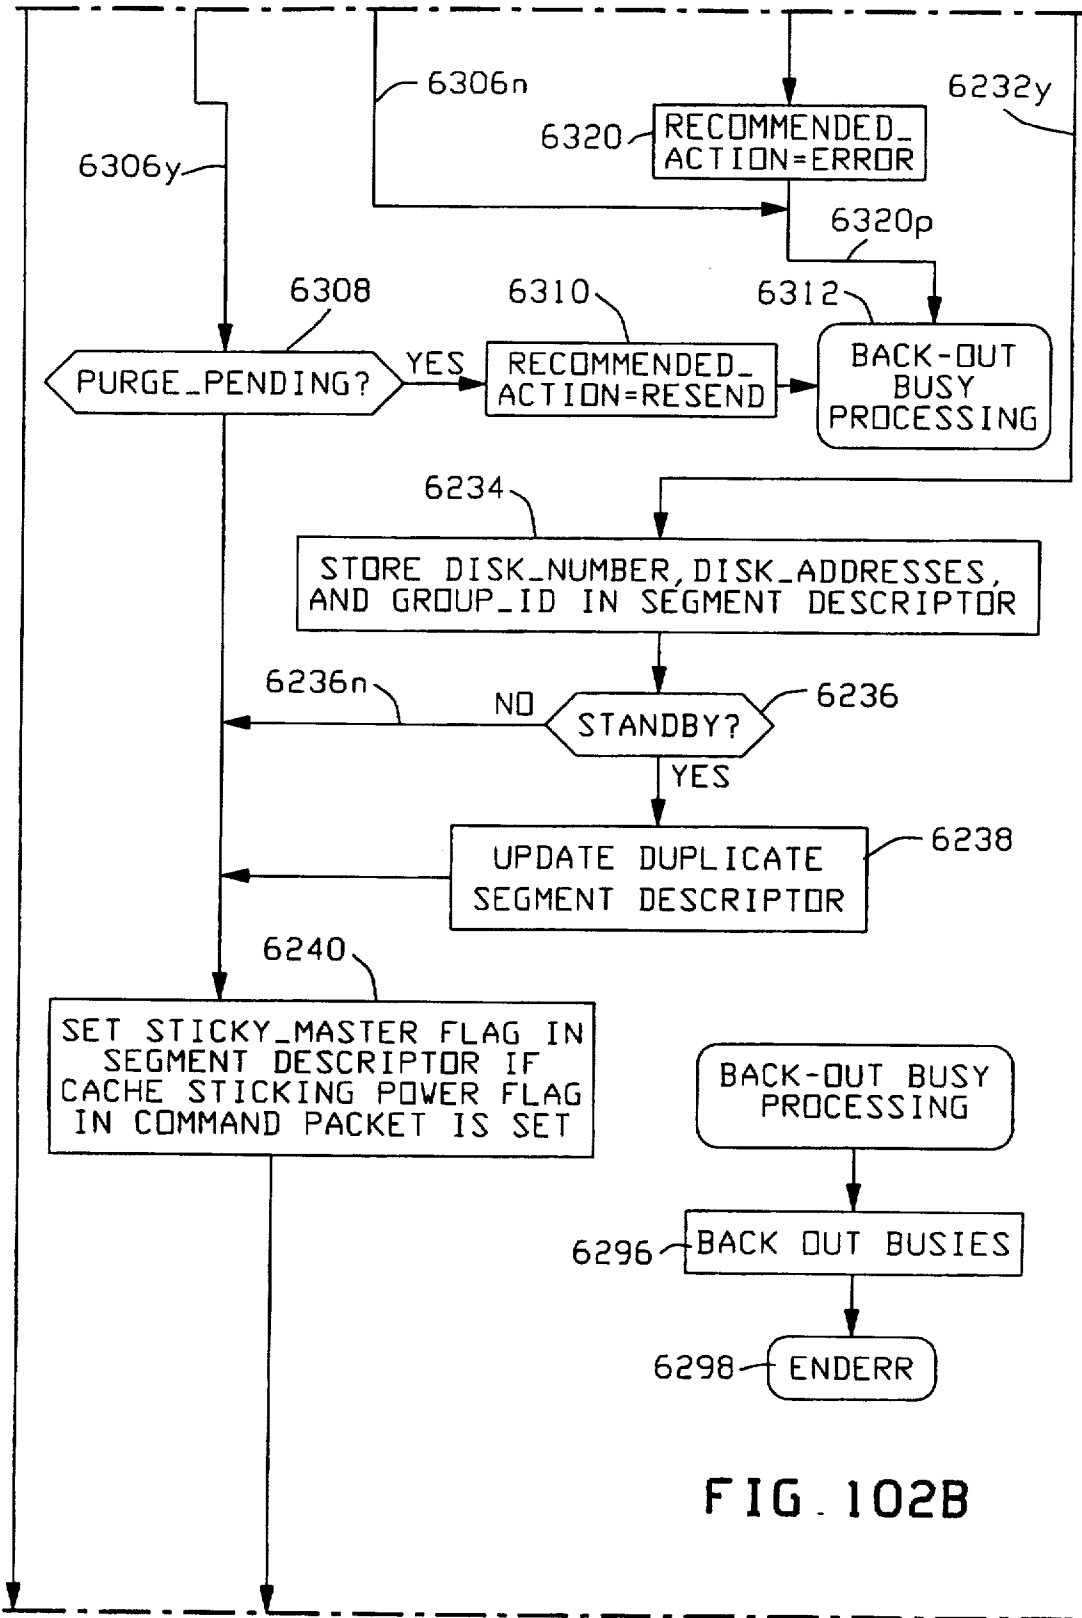 6306n
6232y
6320
RECOMMENDED_
ACTION=ERROR
6306y
6320p
6308
6310
6312
PURGE_PENDING?
YES
RECOMMENDED_
ACTION=RESEND
BACK-OUT
BUSY
PROCESSING
6234
STORE DISK_NUMBER, DISK_ADDRESSES,
AND GROUP_ID IN SEGMENT DESCRIPTOR
6236n
NO
STANDBY?
6236
YES
UPDATE DUPLICATE
SEGMENT DESCRIPTOR
6238
6240
SET STICKY_MASTER FLAG IN
SEGMENT DESCRIPTOR IF
CACHE STICKING POWER FLAG
IN COMMAND PACKET IS SET
BACK-OUT BUSY
PROCESSING
6296
BACK OUT BUSIES
6298
ENDERR
FIG. 102B